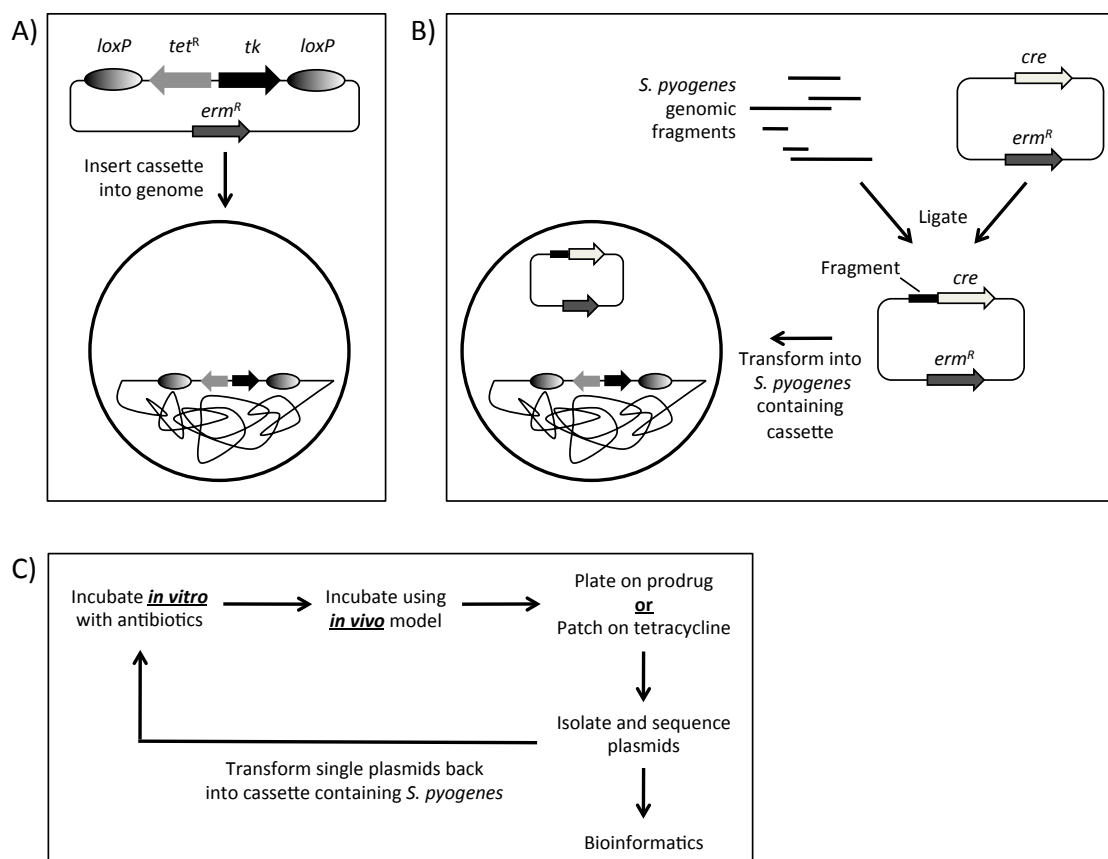 A)
loxP tetR tk loxP
ermR
Insert cassette
into genome
B)
S. pyogenes
genomic
fragments
cre
ermR
Ligate
Fragment
cre
ermR
Transform into
S. pyogenes
containing
cassette
C)
Incubate in vitro
with antibiotics
Incubate using
in vivo model
Plate on prodrug
or
Patch on tetracycline
Isolate and sequence
plasmids
Transform single plasmids back
into cassette containing S. pyogenes
Bioinformatics